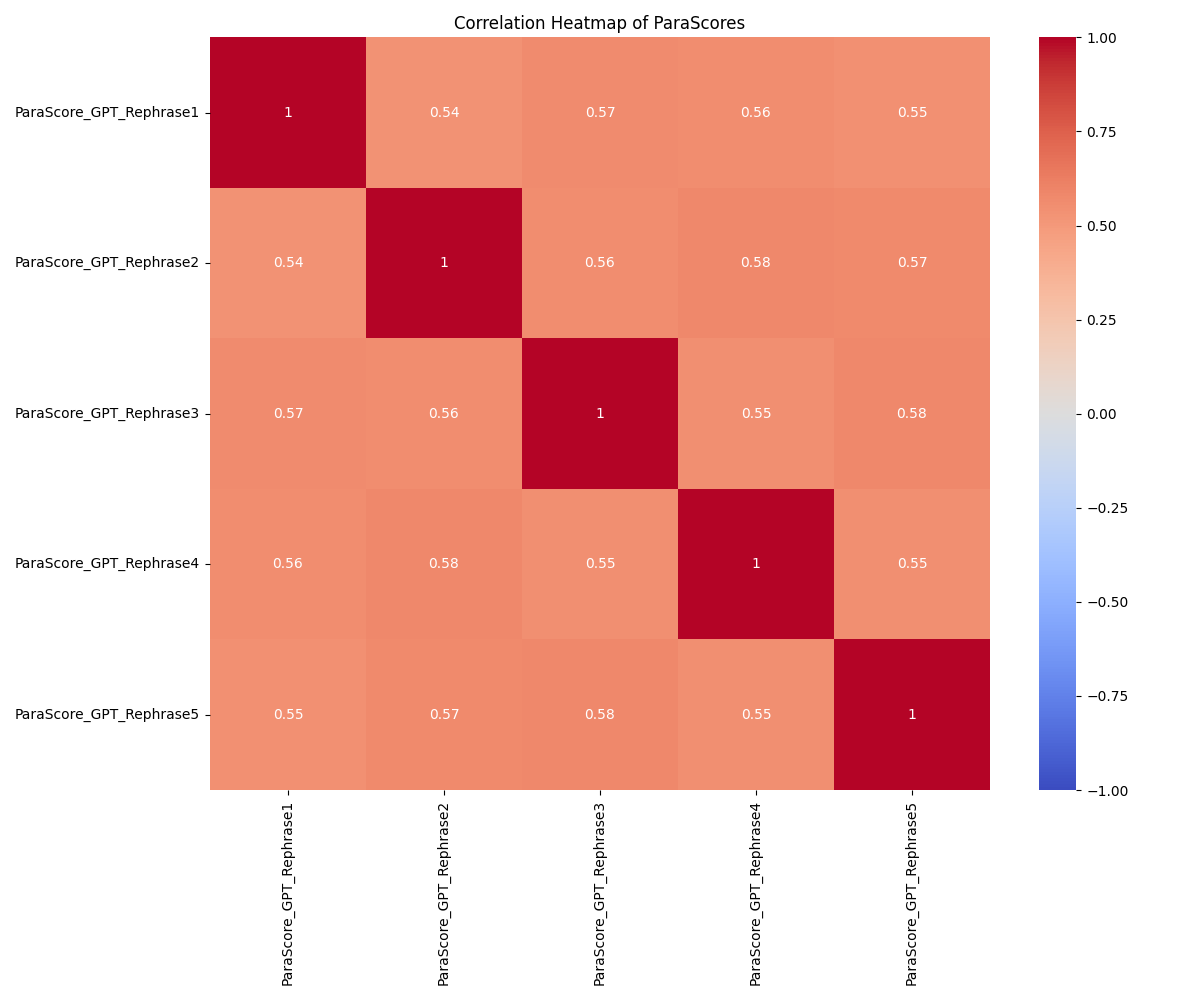 Correlation Heatmap of ParaScores
ParaScore_GPT_Rephrase1 1 0.54 0.57 0.56 0.55
ParaScore_GPT_Rephrase2 0.54 1 0.56 0.58 0.57
ParaScore_GPT_Rephrase3 0.57 0.56 1 0.55 0.58
ParaScore_GPT_Rephrase4 0.56 0.58 0.55 1 0.55
ParaScore_GPT_Rephrase5 0.55 0.57 0.58 0.55 1
ParaScore_GPT_Rephrase1
ParaScore_GPT_Rephrase2
ParaScore_GPT_Rephrase3
ParaScore_GPT_Rephrase4
ParaScore_GPT_Rephrase5
1.00
0.75
0.50
0.25
0.00
−0.25
−0.50
−0.75
−1.00